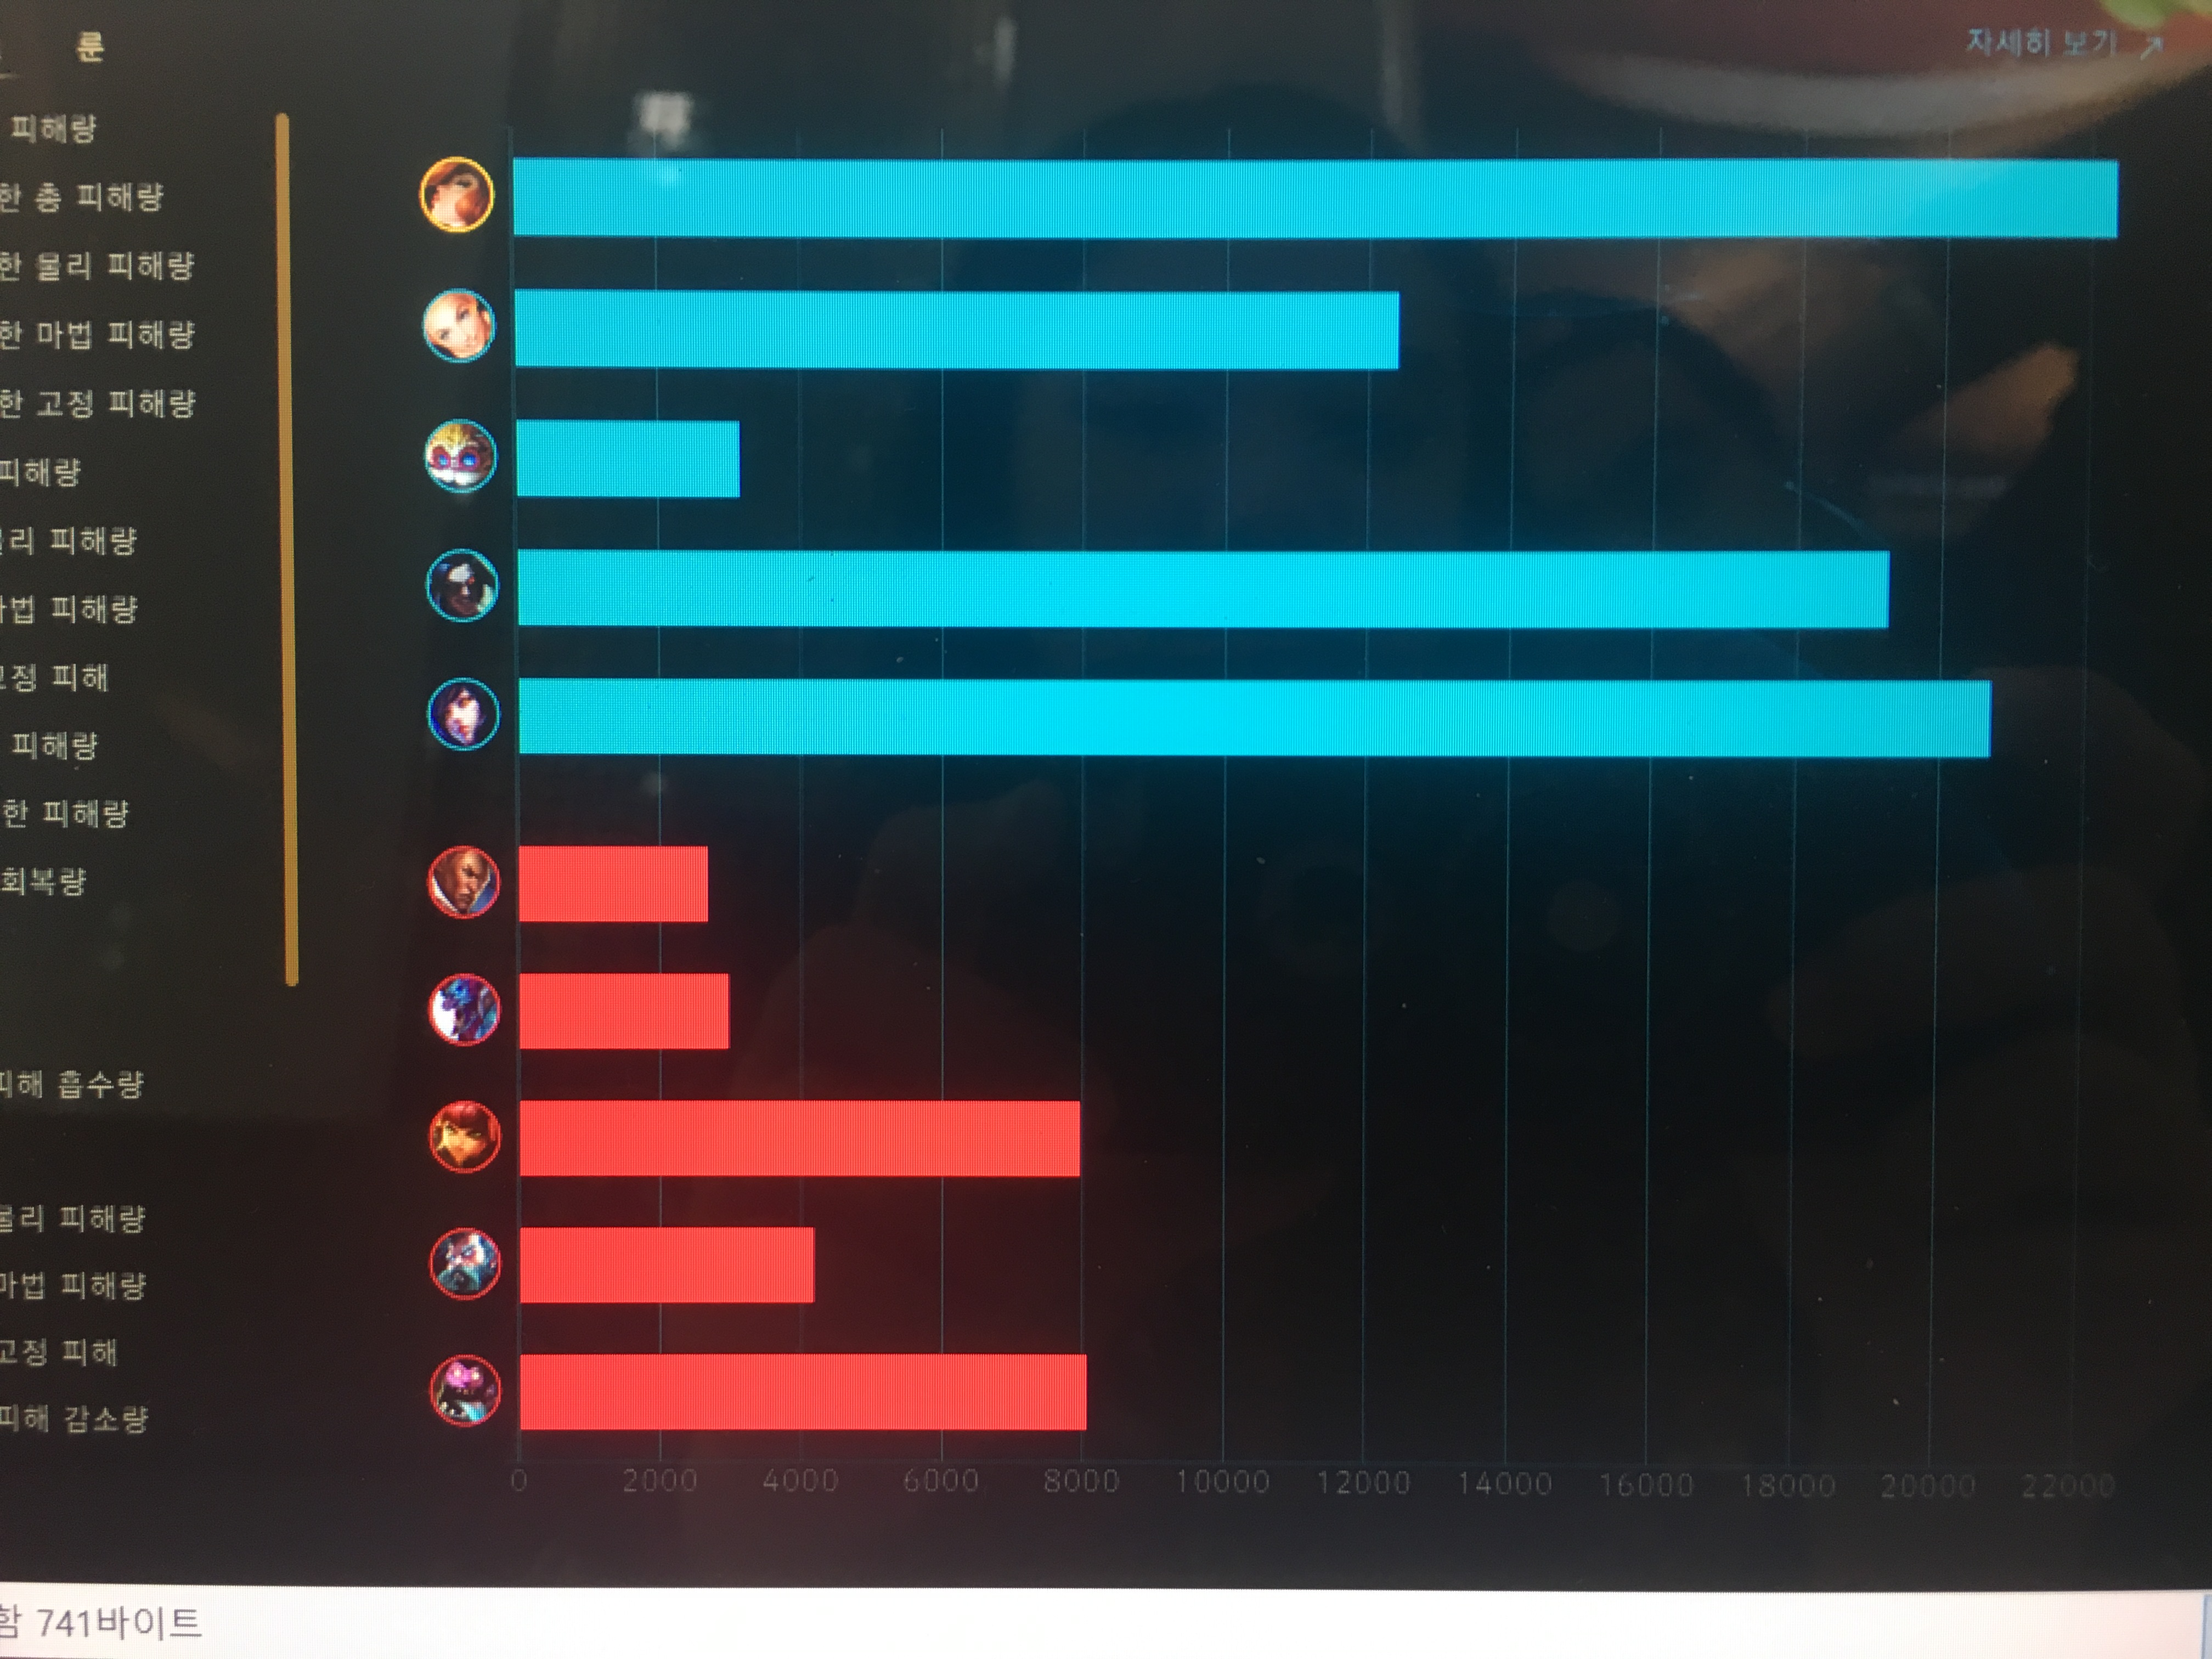 룬
자세히 보기
피해량
한 총 피해량
한 물리 피해량
한 마법 피해량
한 고정 피해량
피해량
리 피해량
법 피해량
정 피해
피해량
한 피해량
회복량
피해 흡수량
물리 피해량
마법 피해량
고정 피해
피해 감소량
0 2000 4000 6000 8000 10000 12000 14000 16000 18000 20000 22000
함 741바이트